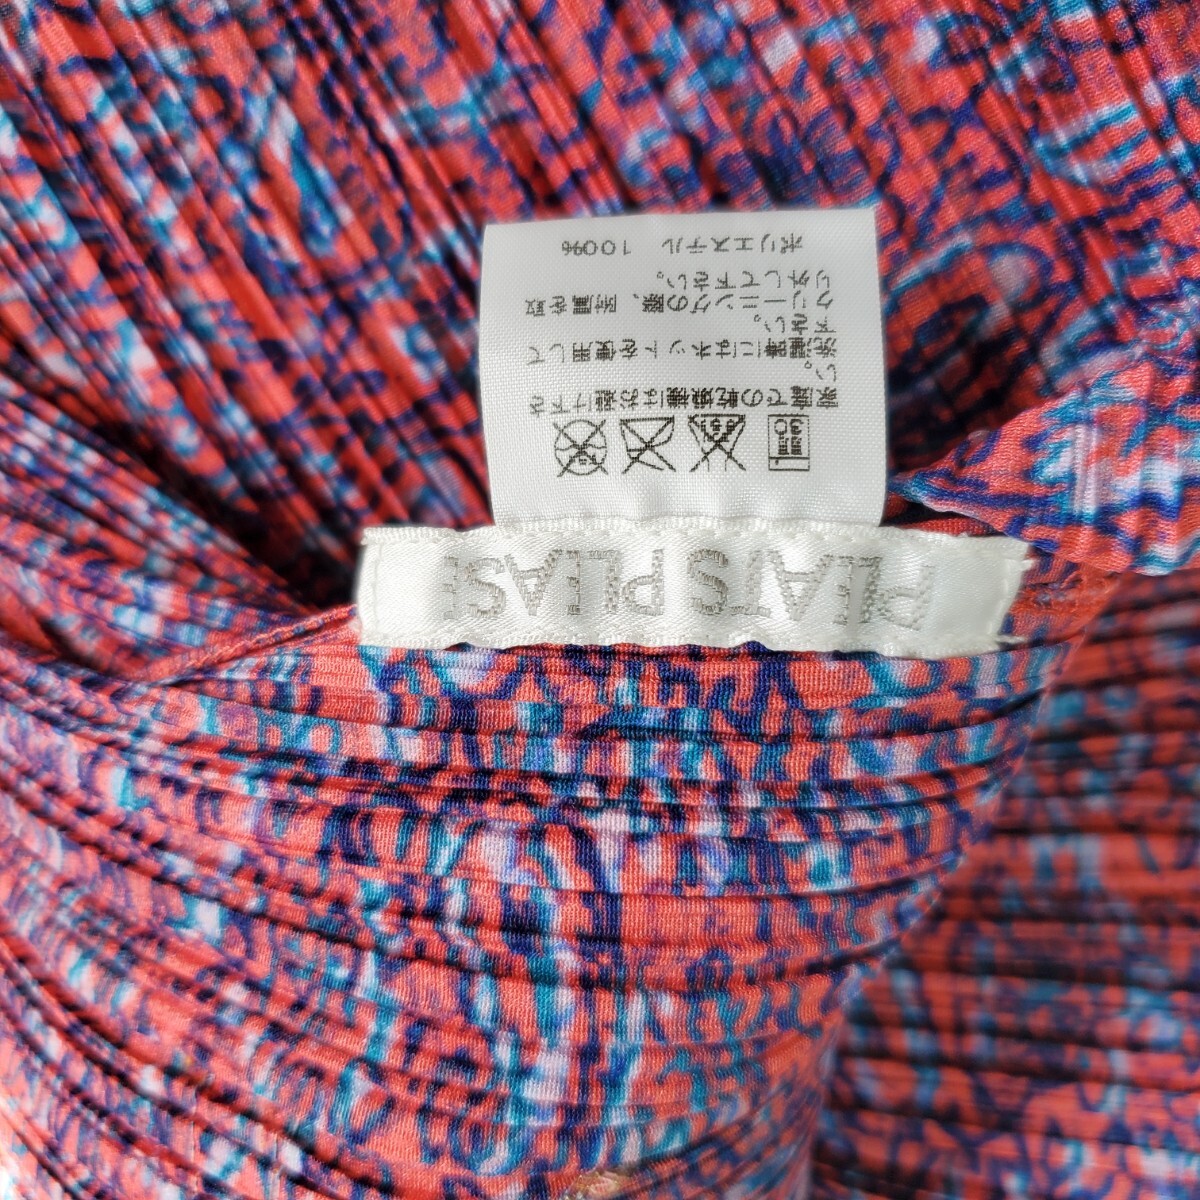 PLEATS PLEASE
30
家庭での乾燥機はお避け下さ
い。
洗濯時にはネットを使用して
下さい。
クリーニングの際、附属を取
り外して下さい。
ポリエステル 100%